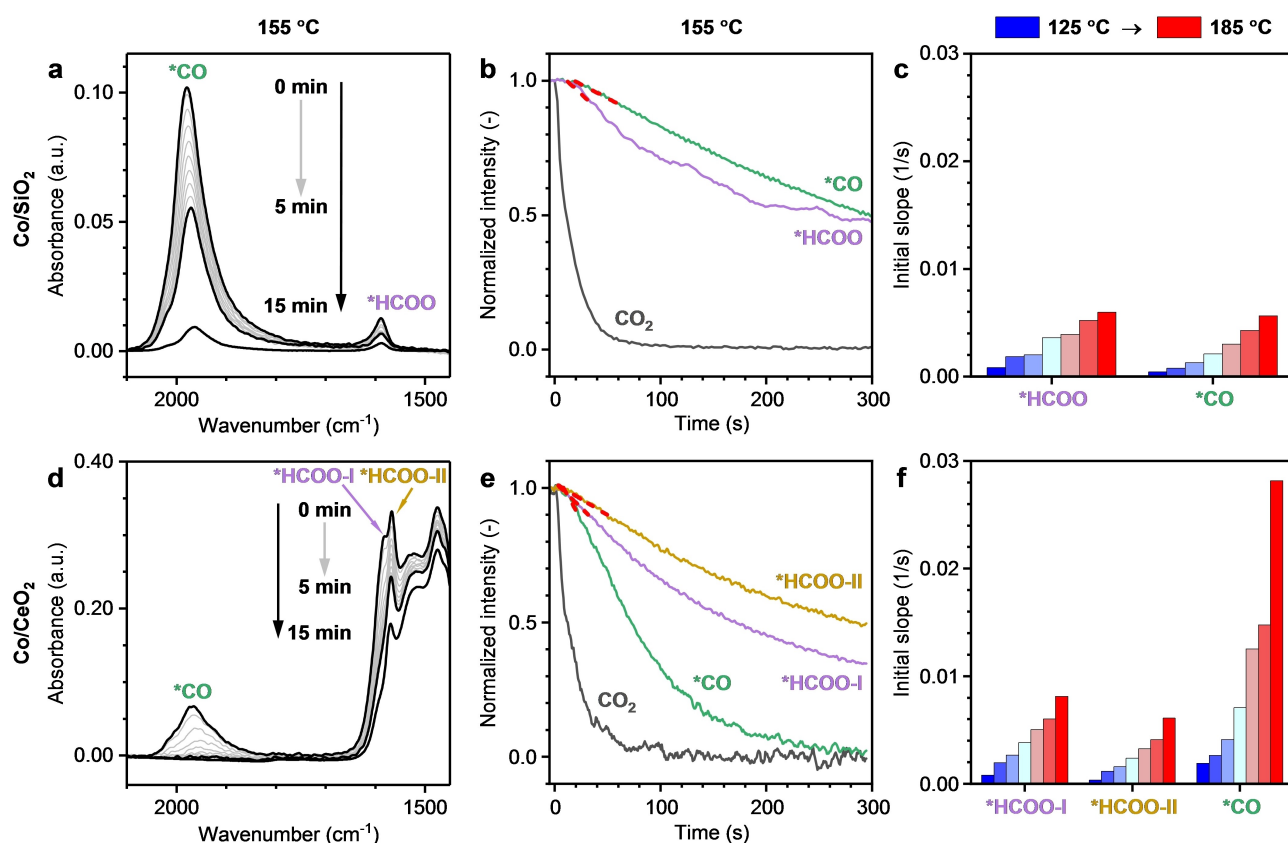 155 °C
155 °C
125 °C → 185 °C
a
*CO
0 min
5 min
15 min
*HCOO
0.10
0.05
0.00
Absorbance (a.u.)
Co/SiO₂
2000
1500
Wavenumber (cm⁻¹)
b
1.0
0.5
0.0
Normalized intensity (-)
*CO
*HCOO
CO₂
0
100
200
300
Time (s)
c
0.03
0.02
0.01
0.00
Initial slope (1/s)
*HCOO
*CO
d
*HCOO-I
*HCOO-II
0 min
5 min
15 min
*CO
0.40
0.20
0.00
Absorbance (a.u.)
Co/CeO₂
2000
1500
Wavenumber (cm⁻¹)
e
1.0
0.5
0.0
Normalized intensity (-)
*HCOO-II
*HCOO-I
*CO
CO₂
0
100
200
300
Time (s)
f
0.03
0.02
0.01
0.00
Initial slope (1/s)
*HCOO-I
*HCOO-II
*CO